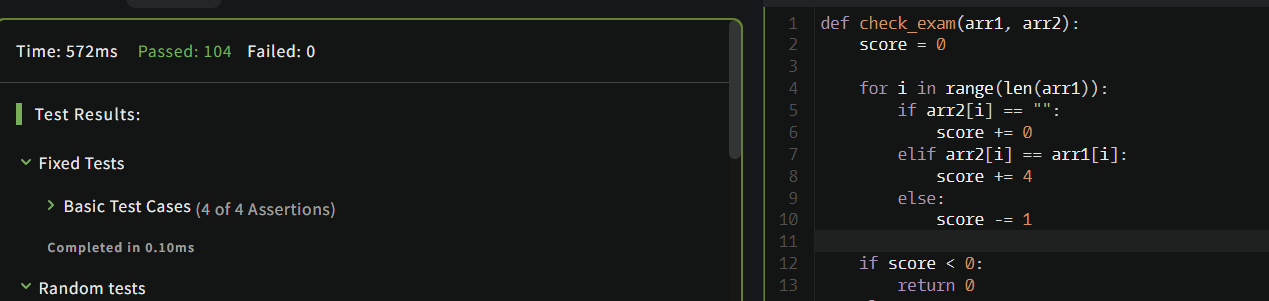 Time: 572ms Passed: 104 Failed: 0
Test Results:
Fixed Tests
Basic Test Cases (4 of 4 Assertions)
Completed in 0.10ms
Random tests
1 def check_exam(arr1, arr2):
2     score = 0
3
4     for i in range(len(arr1)):
5         if arr2[i] == "":
6             score += 0
7         elif arr2[i] == arr1[i]:
8             score += 4
9         else:
10             score -= 1
11
12     if score < 0:
13         return 0